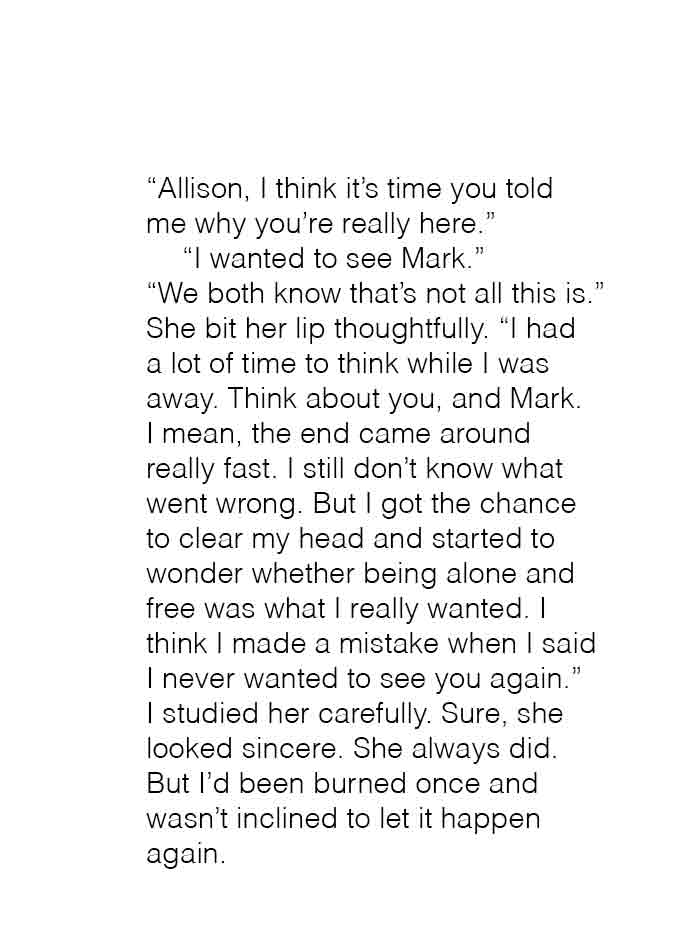 “Allison, I think it’s time you told
me why you’re really here.”
“I wanted to see Mark.”
“We both know that’s not all this is.”
She bit her lip thoughtfully. “I had
a lot of time to think while I was
away. Think about you, and Mark.
I mean, the end came around
really fast. I still don’t know what
went wrong. But I got the chance
to clear my head and started to
wonder whether being alone and
free was what I really wanted. I
think I made a mistake when I said
I never wanted to see you again.”
I studied her carefully. Sure, she
looked sincere. She always did.
But I’d been burned once and
wasn’t inclined to let it happen
again.